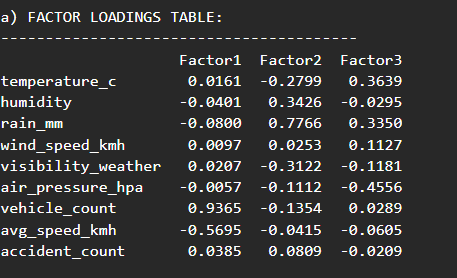 a) FACTOR LOADINGS TABLE:
----------------------------------------
Factor1 Factor2 Factor3
temperature_c 0.0161 -0.2799 0.3639
humidity -0.0401 0.3426 -0.0295
rain_mm -0.0800 0.7766 0.3350
wind_speed_kmh 0.0097 0.0253 0.1127
visibility_weather 0.0207 -0.3122 -0.1181
air_pressure_hpa -0.0057 -0.1112 -0.4556
vehicle_count 0.9365 -0.1354 0.0289
avg_speed_kmh -0.5695 -0.0415 -0.0605
accident_count 0.0385 0.0809 -0.0209